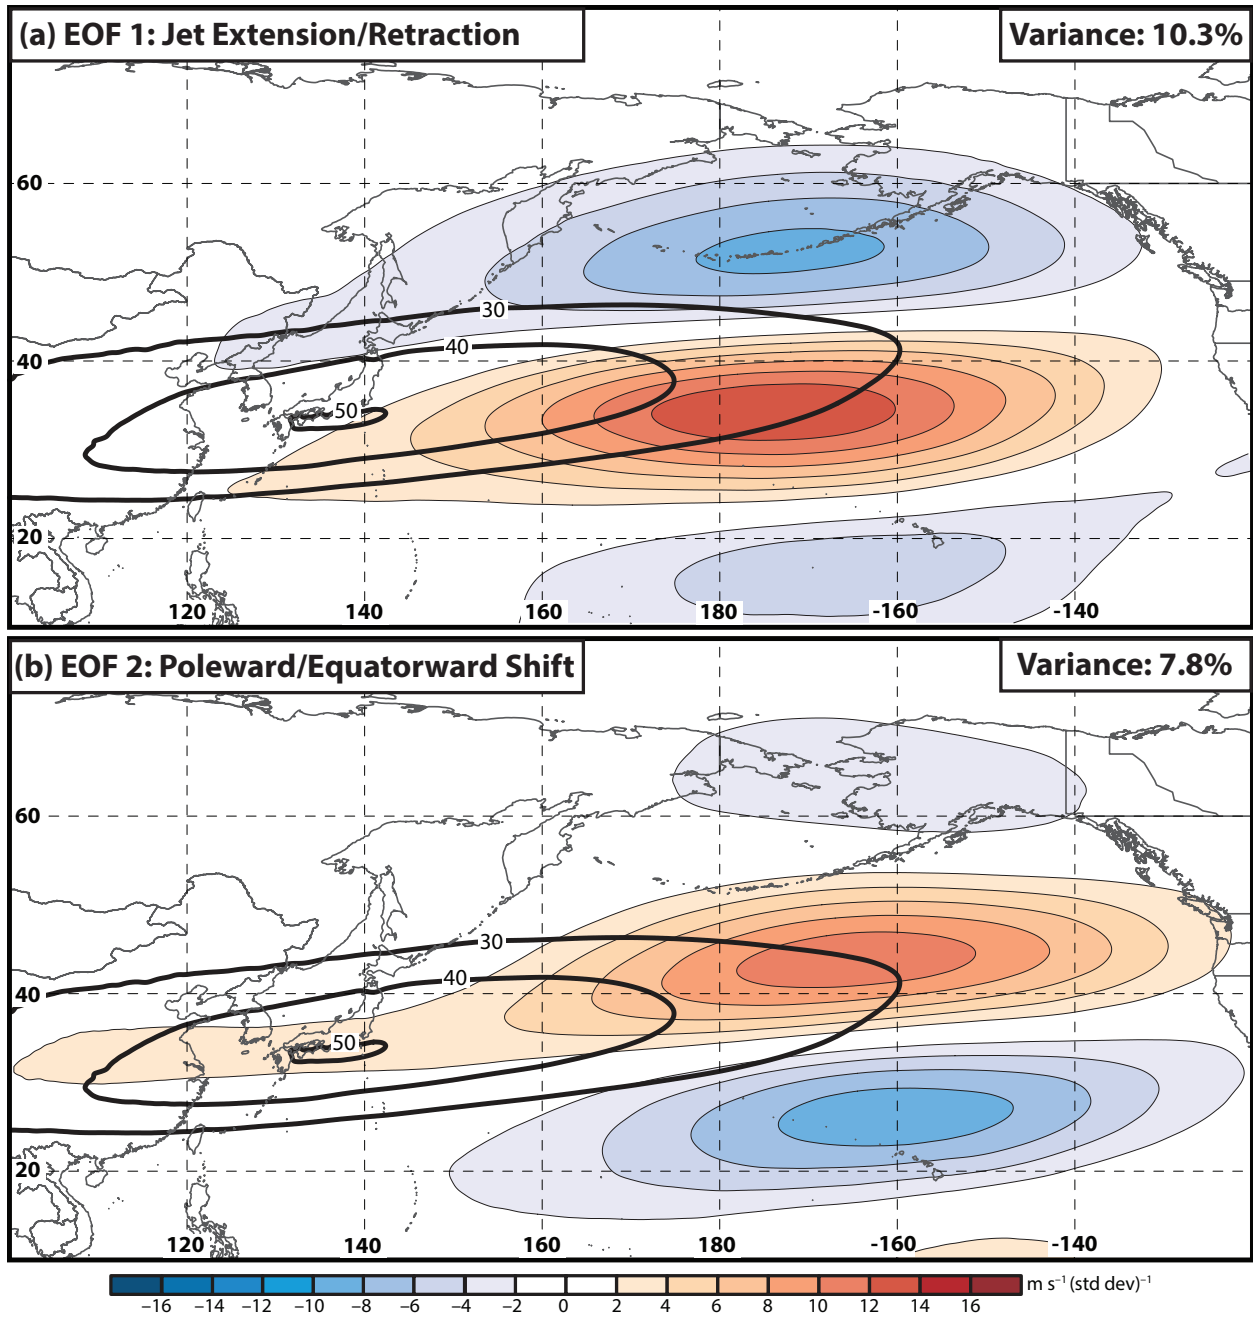 (a) EOF 1: Jet Extension/Retraction
Variance: 10.3%
60
30
40
40
50
20
120 140 160 180 -160 -140
(b) EOF 2: Poleward/Equatorward Shift
Variance: 7.8%
60
30
40
40
50
20
120 140 160 180 -160 -140
−16 −14 −12 −10 −8 −6 −4 −2 0 2 4 6 8 10 12 14 16
m s⁻¹ (std dev)⁻¹